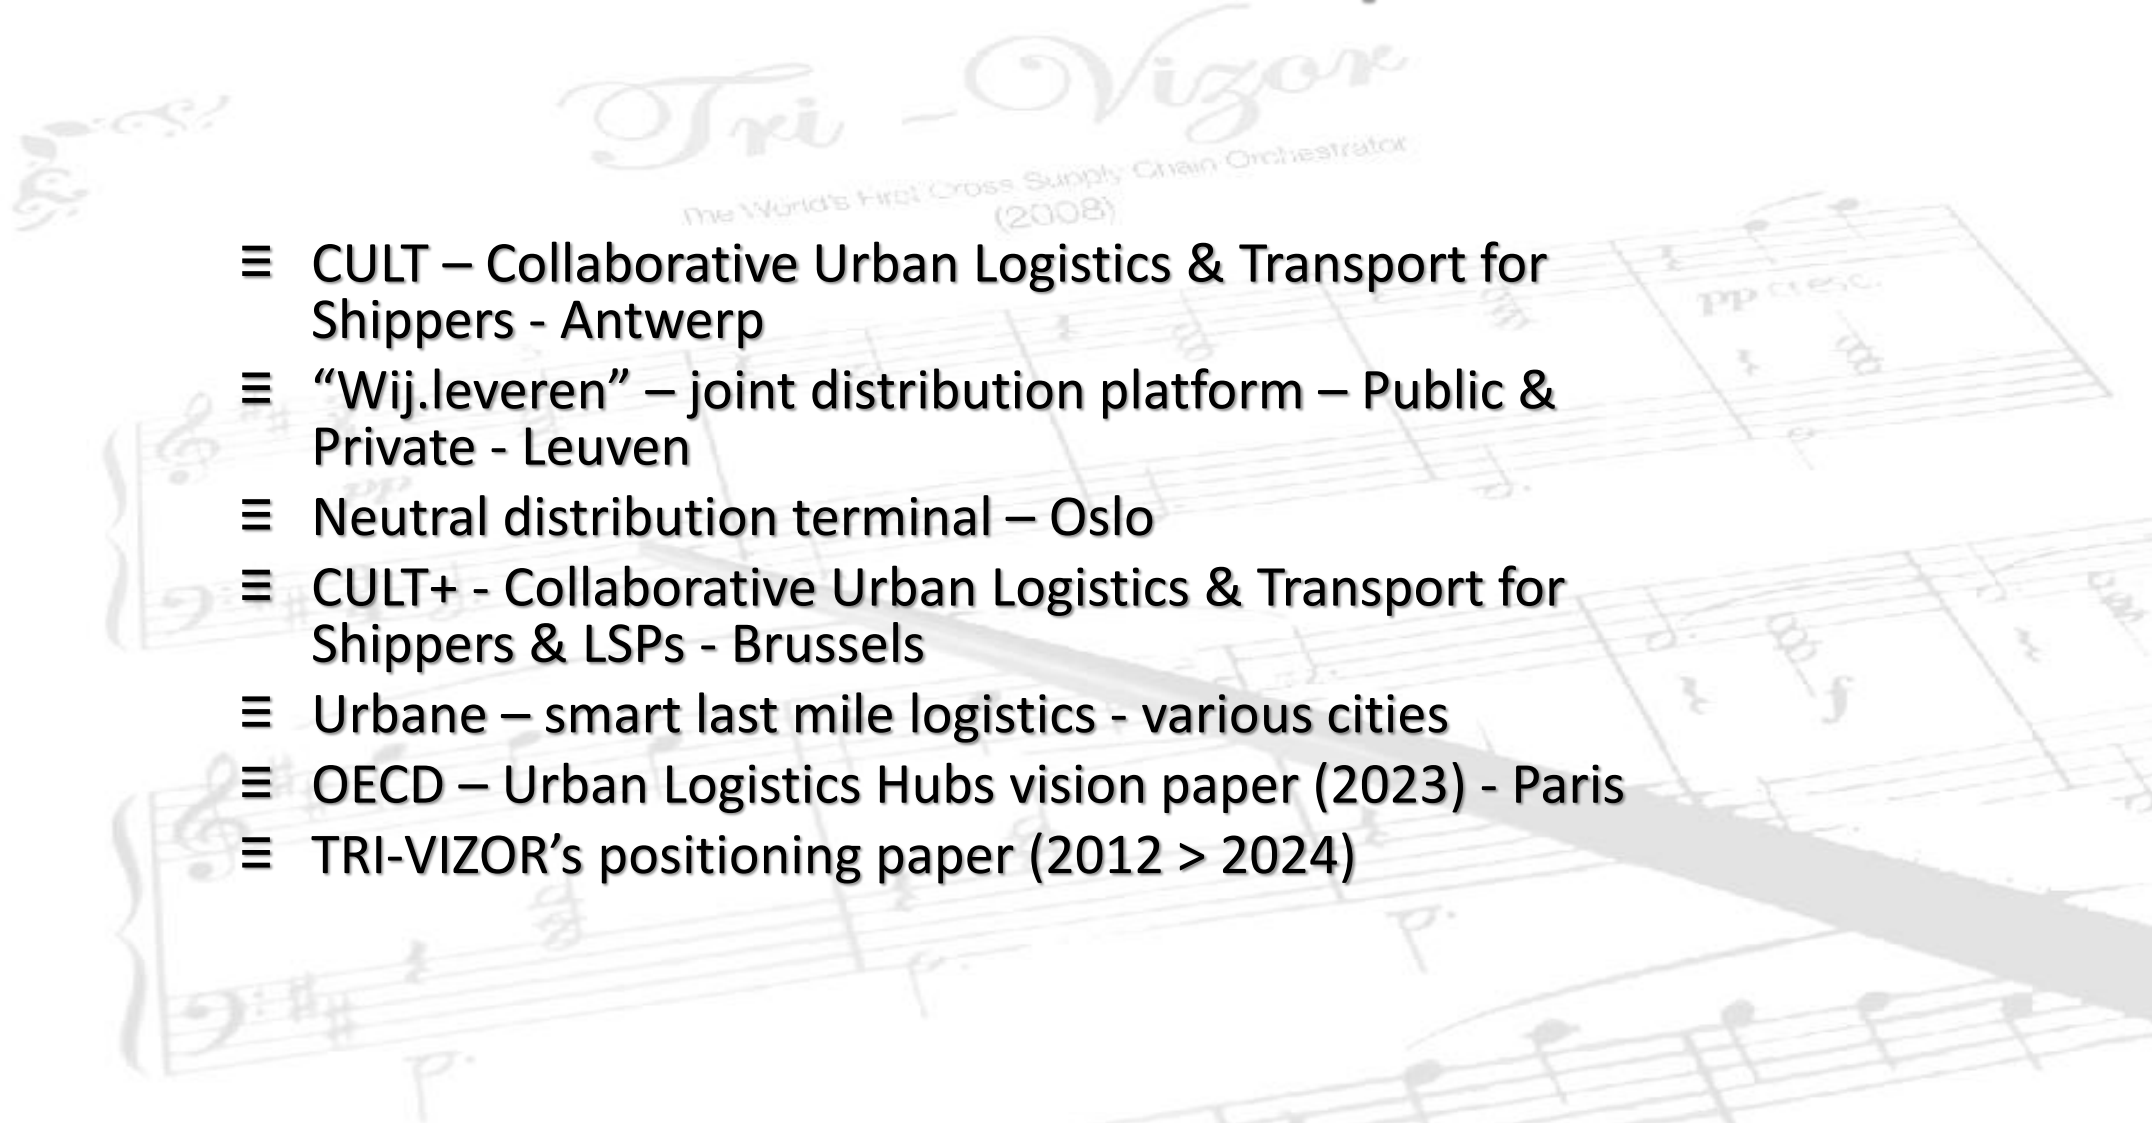 Tri - Vizor
The World's First Cross Supply Chain Orchestrator
(2008)
≡ CULT – Collaborative Urban Logistics & Transport for
Shippers - Antwerp
≡ “Wij.leveren” – joint distribution platform – Public &
Private - Leuven
≡ Neutral distribution terminal – Oslo
≡ CULT+ - Collaborative Urban Logistics & Transport for
Shippers & LSPs - Brussels
≡ Urbane – smart last mile logistics - various cities
≡ OECD – Urban Logistics Hubs vision paper (2023) - Paris
≡ TRI-VIZOR’s positioning paper (2012 > 2024)
pp cresc.
pp
f